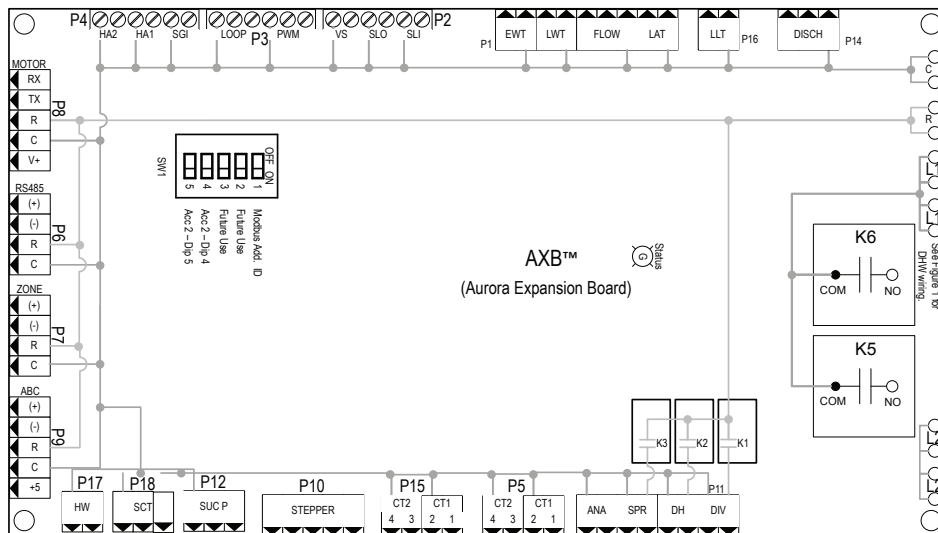 P4 HA2 HA1 SGI LOOP P3 PWM VS SLO SLI P2
P1 EWT LWT FLOW LAT LLT P16 DISCH P14
C
R
MOTOR
RX
TX
R
C
V+
P8
SW1
OFF ON
5 4 3 2 1
Acc 2 – Dip 5
Acc 2 – Dip 4
Future Use
Future Use
Modbus Add. ID
RS485
(+)
(-)
R
C
P6
AXB™
(Aurora Expansion Board)
Status
G
L1
L1
See Figure 1 for
DHW wiring.
K6
COM NO
K5
COM NO
ZONE
(+)
(-)
R
C
P7
ABC
(+)
(-)
R
C
+5
P9
K3 K2 K1
L2
L2
P17 P18 P12 P10 P15 P5 P11
HW SCT SUC P STEPPER
CT2 CT1
4 3 2 1
CT2 CT1
4 3 2 1
ANA SPR DH DIV